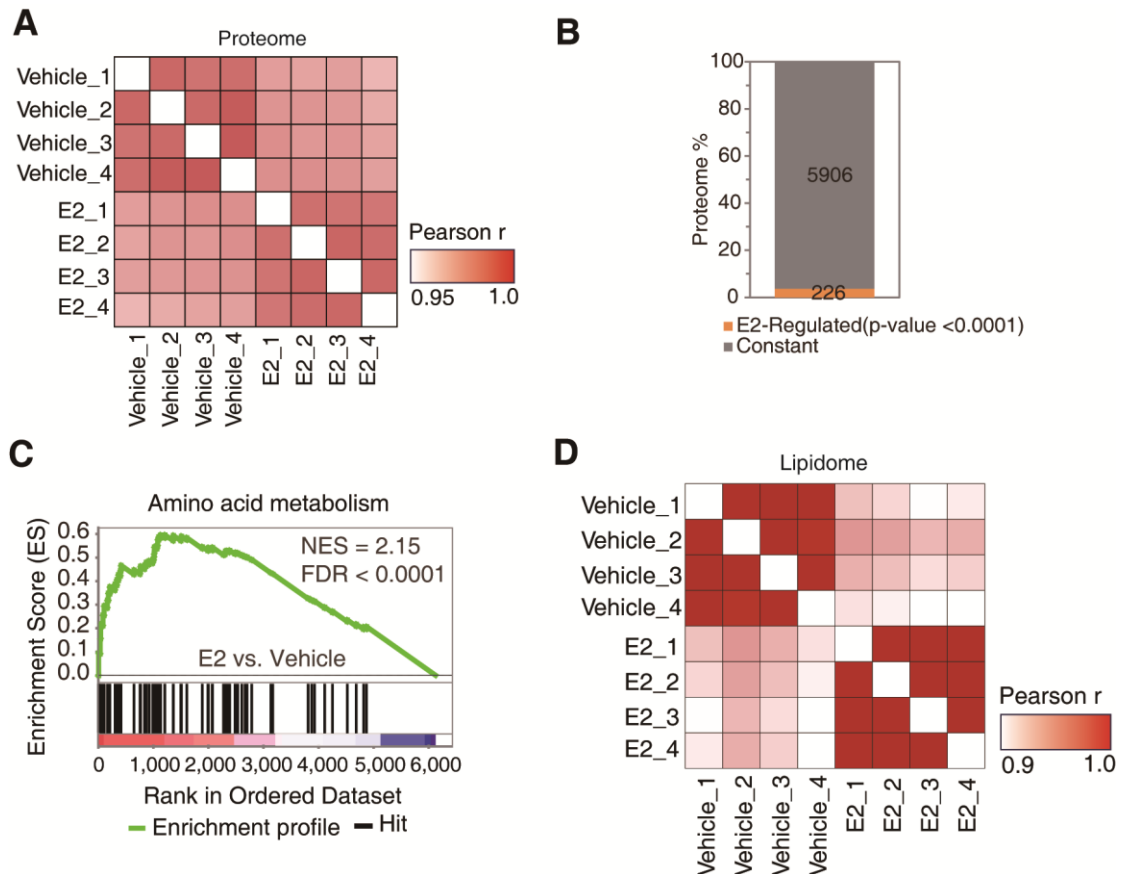 A
Proteome
Vehicle_1
Vehicle_2
Vehicle_3
Vehicle_4
E2_1
E2_2
E2_3
E2_4
Vehicle_1
Vehicle_2
Vehicle_3
Vehicle_4
E2_1
E2_2
E2_3
E2_4
Pearson r
0.95 1.0
B
Proteome %
100
80
60
40
20
0
5906
226
E2-Regulated(p-value <0.0001)
Constant
C
Amino acid metabolism
Enrichment Score (ES)
0.6
0.5
0.4
0.3
0.2
0.1
0.0
NES = 2.15
FDR < 0.0001
E2 vs. Vehicle
0 1,000 2,000 3,000 4,000 5,000 6,000
Rank in Ordered Dataset
Enrichment profile Hit
D
Lipidome
Vehicle_1
Vehicle_2
Vehicle_3
Vehicle_4
E2_1
E2_2
E2_3
E2_4
Vehicle_1
Vehicle_2
Vehicle_3
Vehicle_4
E2_1
E2_2
E2_3
E2_4
Pearson r
0.9 1.0